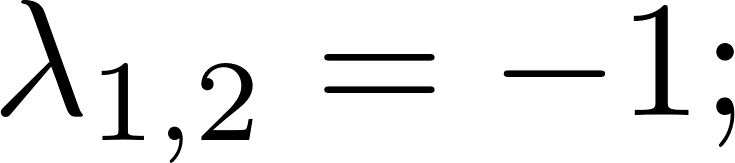 λ₁,₂ = −1;